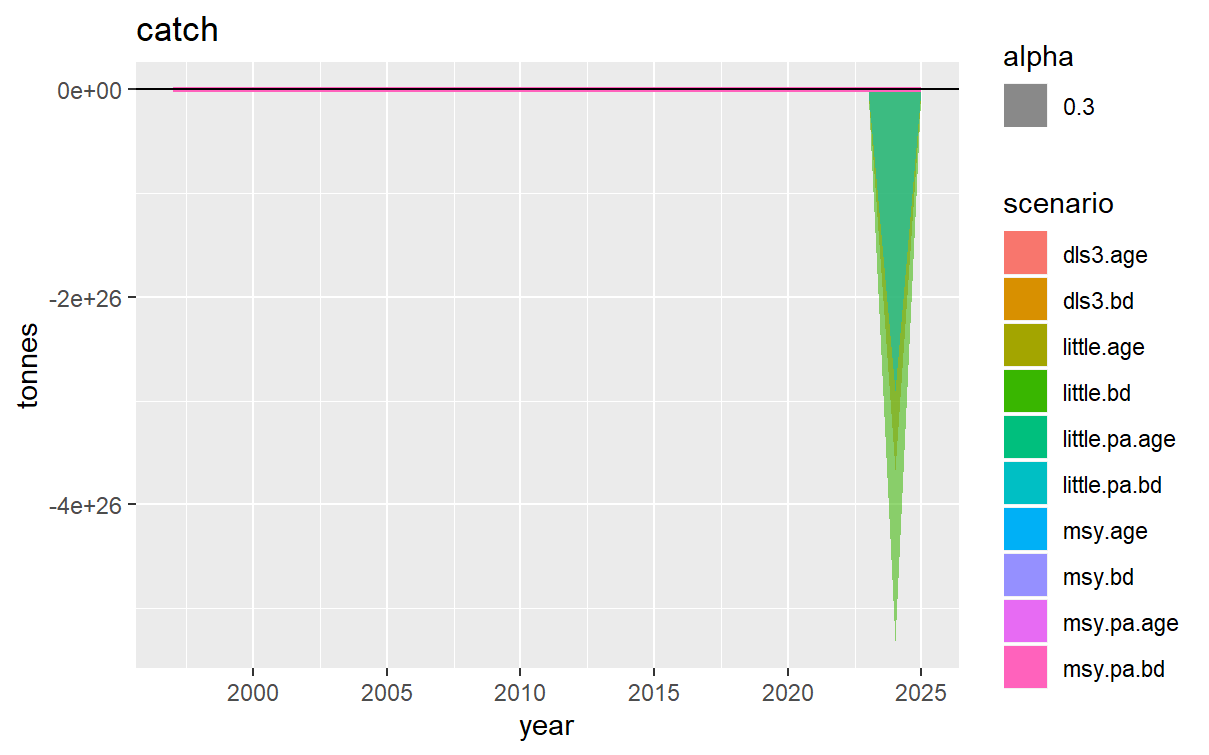 catch
0e+00
-2e+26
-4e+26
tonnes
2000
2005
2010
2015
2020
2025
year
alpha
0.3
scenario
dls3.age
dls3.bd
little.age
little.bd
little.pa.age
little.pa.bd
msy.age
msy.bd
msy.pa.age
msy.pa.bd